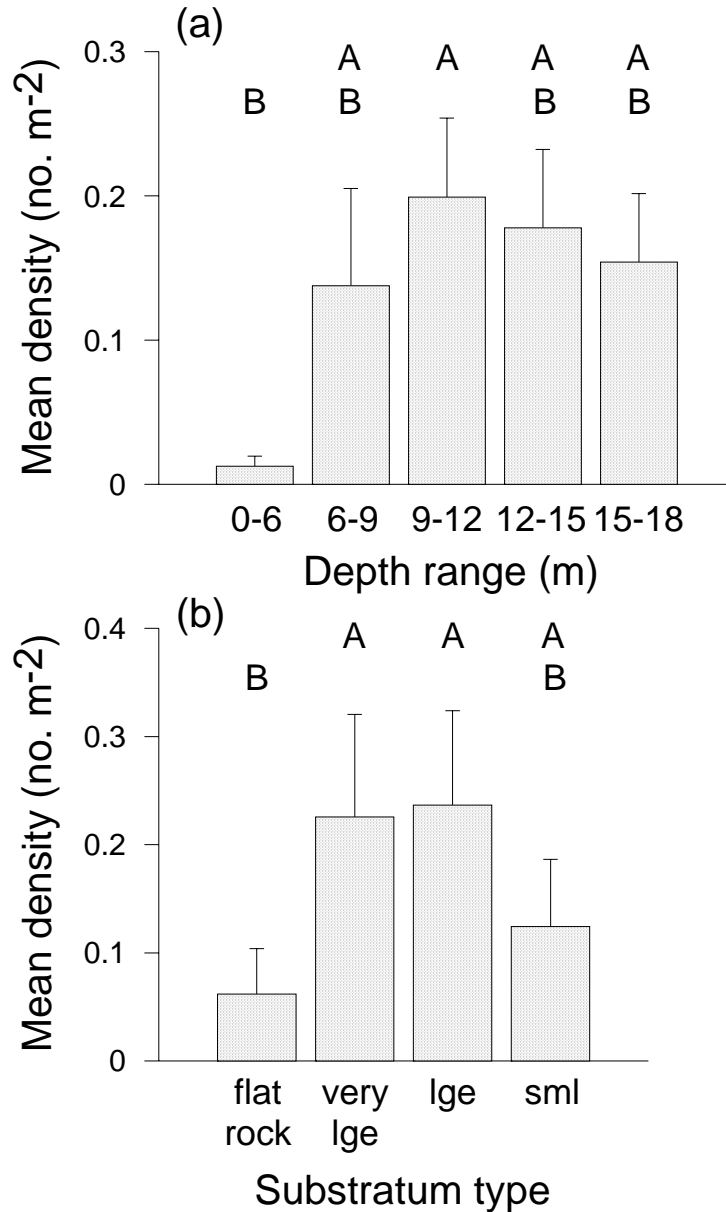 (a)
Mean density (no. m-2)
0.3
0.2
0.1
0
A A A A
B B B B
0-6 6-9 9-12 12-15 15-18
Depth range (m)
(b)
Mean density (no. m-2)
0.4
0.3
0.2
0.1
0
A A A
B B
flat very lge sml
rock lge
Substratum type